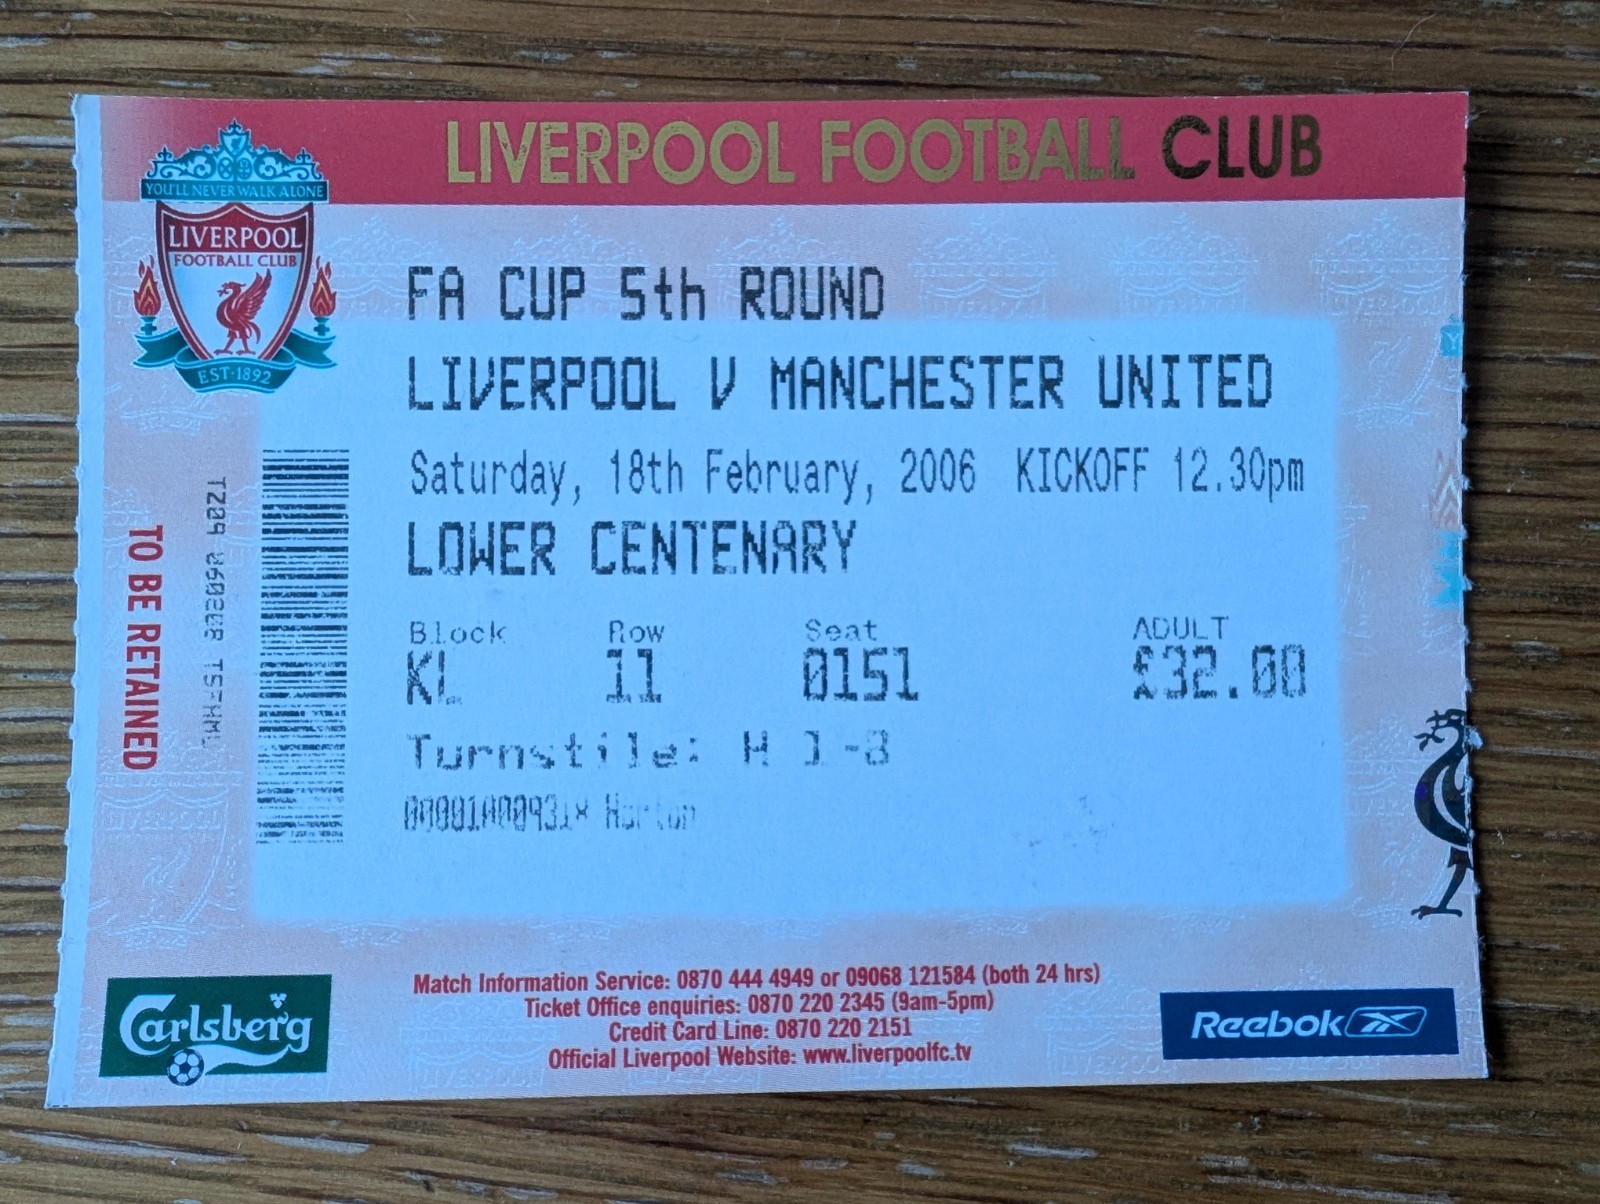 LIVERPOOL FOOTBALL CLUB
YOU'LL NEVER WALK ALONE
LIVERPOOL
FOOTBALL CLUB
EST·1892
FA CUP 5th ROUND
LIVERPOOL V MANCHESTER UNITED
Saturday, 18th February, 2006 KICKOFF 12.30pm
LOWER CENTENARY
Block Row Seat ADULT
KL 11 0151 £32.00
Turnstile: H 1-8
Horton
TO BE RETAINED
Match Information Service: 0870 444 4949 or 09068 121584 (both 24 hrs)
Ticket Office enquiries: 0870 220 2345 (9am-5pm)
Credit Card Line: 0870 220 2151
Official Liverpool Website: www.liverpoolfc.tv
Carlsberg
Reebok